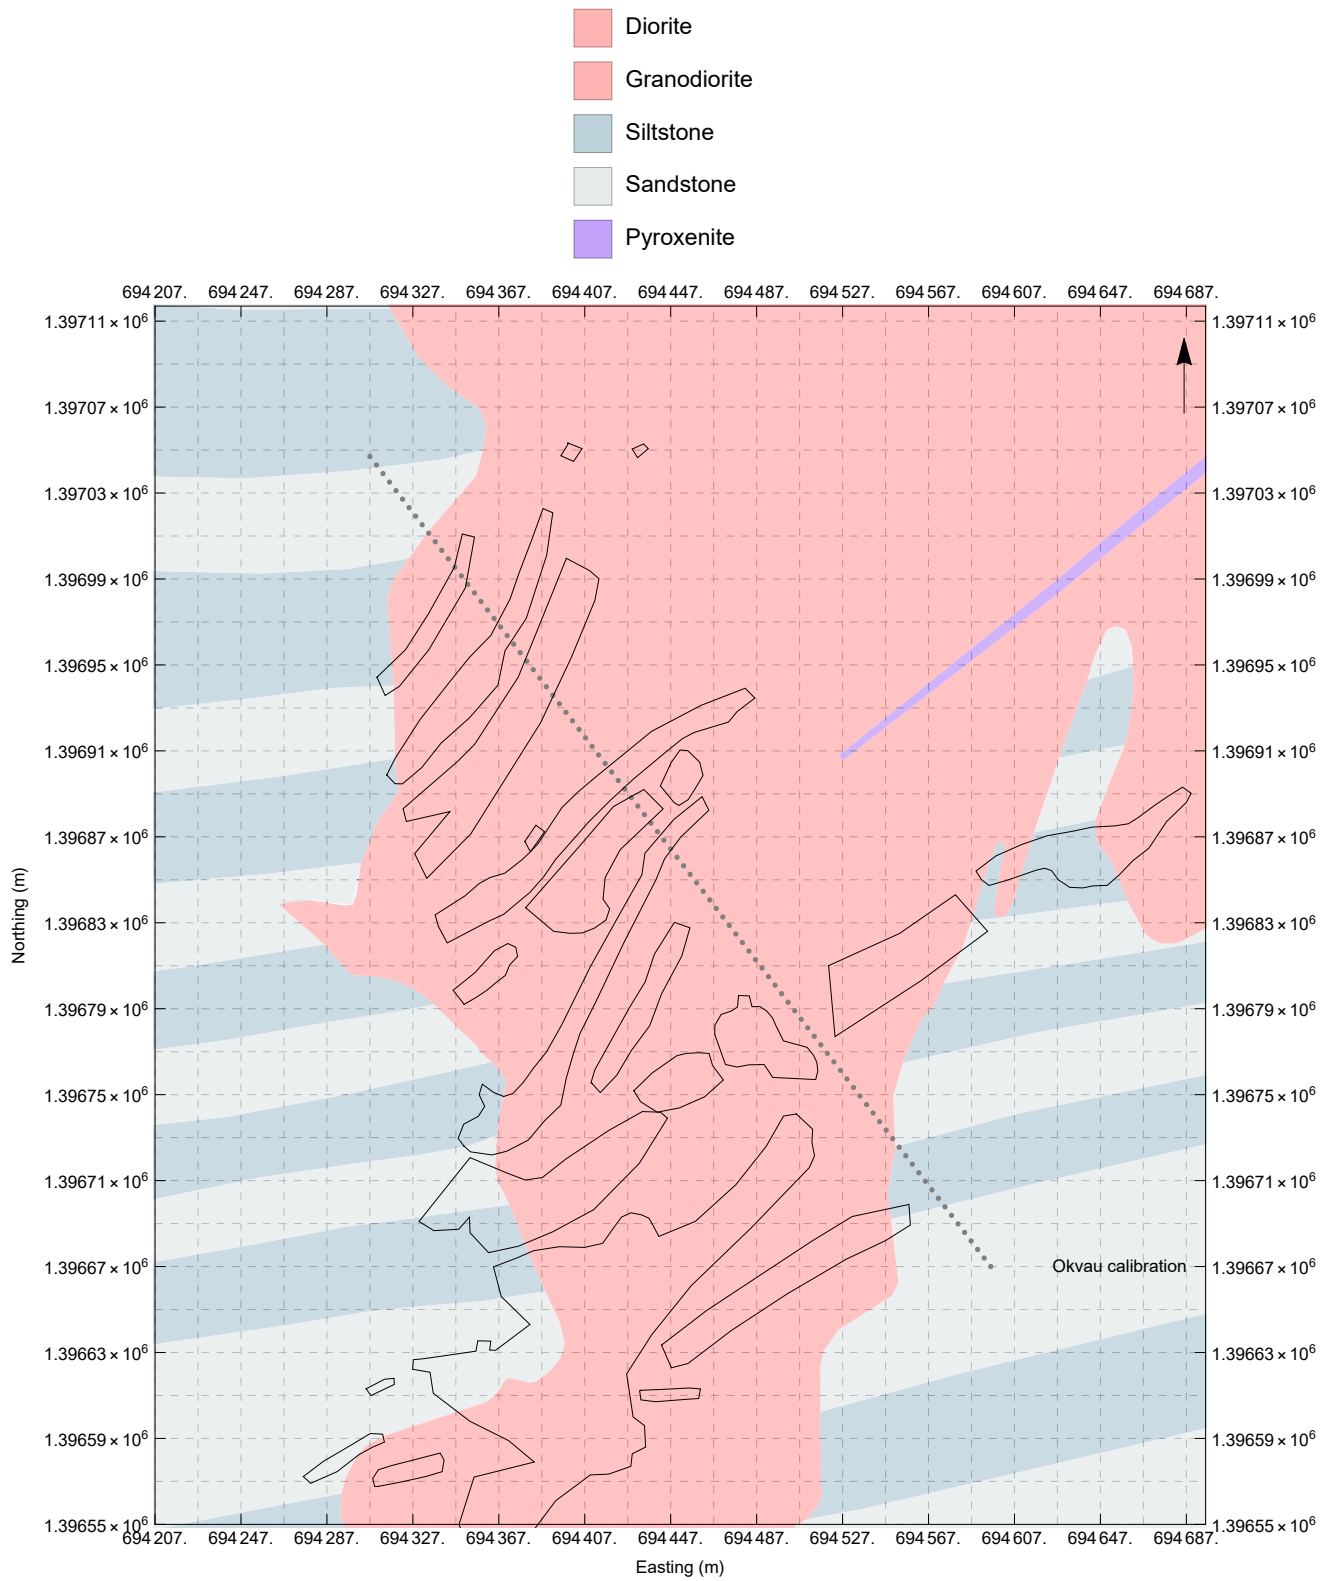 Diorite
Granodiorite
Siltstone
Sandstone
Pyroxenite
694 207. 694 247. 694 287. 694 327. 694 367. 694 407. 694 447. 694 487. 694 527. 694 567. 694 607. 694 647. 694 687.
1.39711 × 10⁶ 1.39711 × 10⁶
1.39707 × 10⁶ 1.39707 × 10⁶
1.39703 × 10⁶ 1.39703 × 10⁶
1.39699 × 10⁶ 1.39699 × 10⁶
1.39695 × 10⁶ 1.39695 × 10⁶
1.39691 × 10⁶ 1.39691 × 10⁶
1.39687 × 10⁶ 1.39687 × 10⁶
Northing (m)
1.39683 × 10⁶ 1.39683 × 10⁶
1.39679 × 10⁶ 1.39679 × 10⁶
1.39675 × 10⁶ 1.39675 × 10⁶
1.39671 × 10⁶ 1.39671 × 10⁶
1.39667 × 10⁶ Okvau calibration 1.39667 × 10⁶
1.39663 × 10⁶ 1.39663 × 10⁶
1.39659 × 10⁶ 1.39659 × 10⁶
1.39655 × 10⁶ 1.39655 × 10⁶
694 207. 694 247. 694 287. 694 327. 694 367. 694 407. 694 447. 694 487. 694 527. 694 567. 694 607. 694 647. 694 687.
Easting (m)